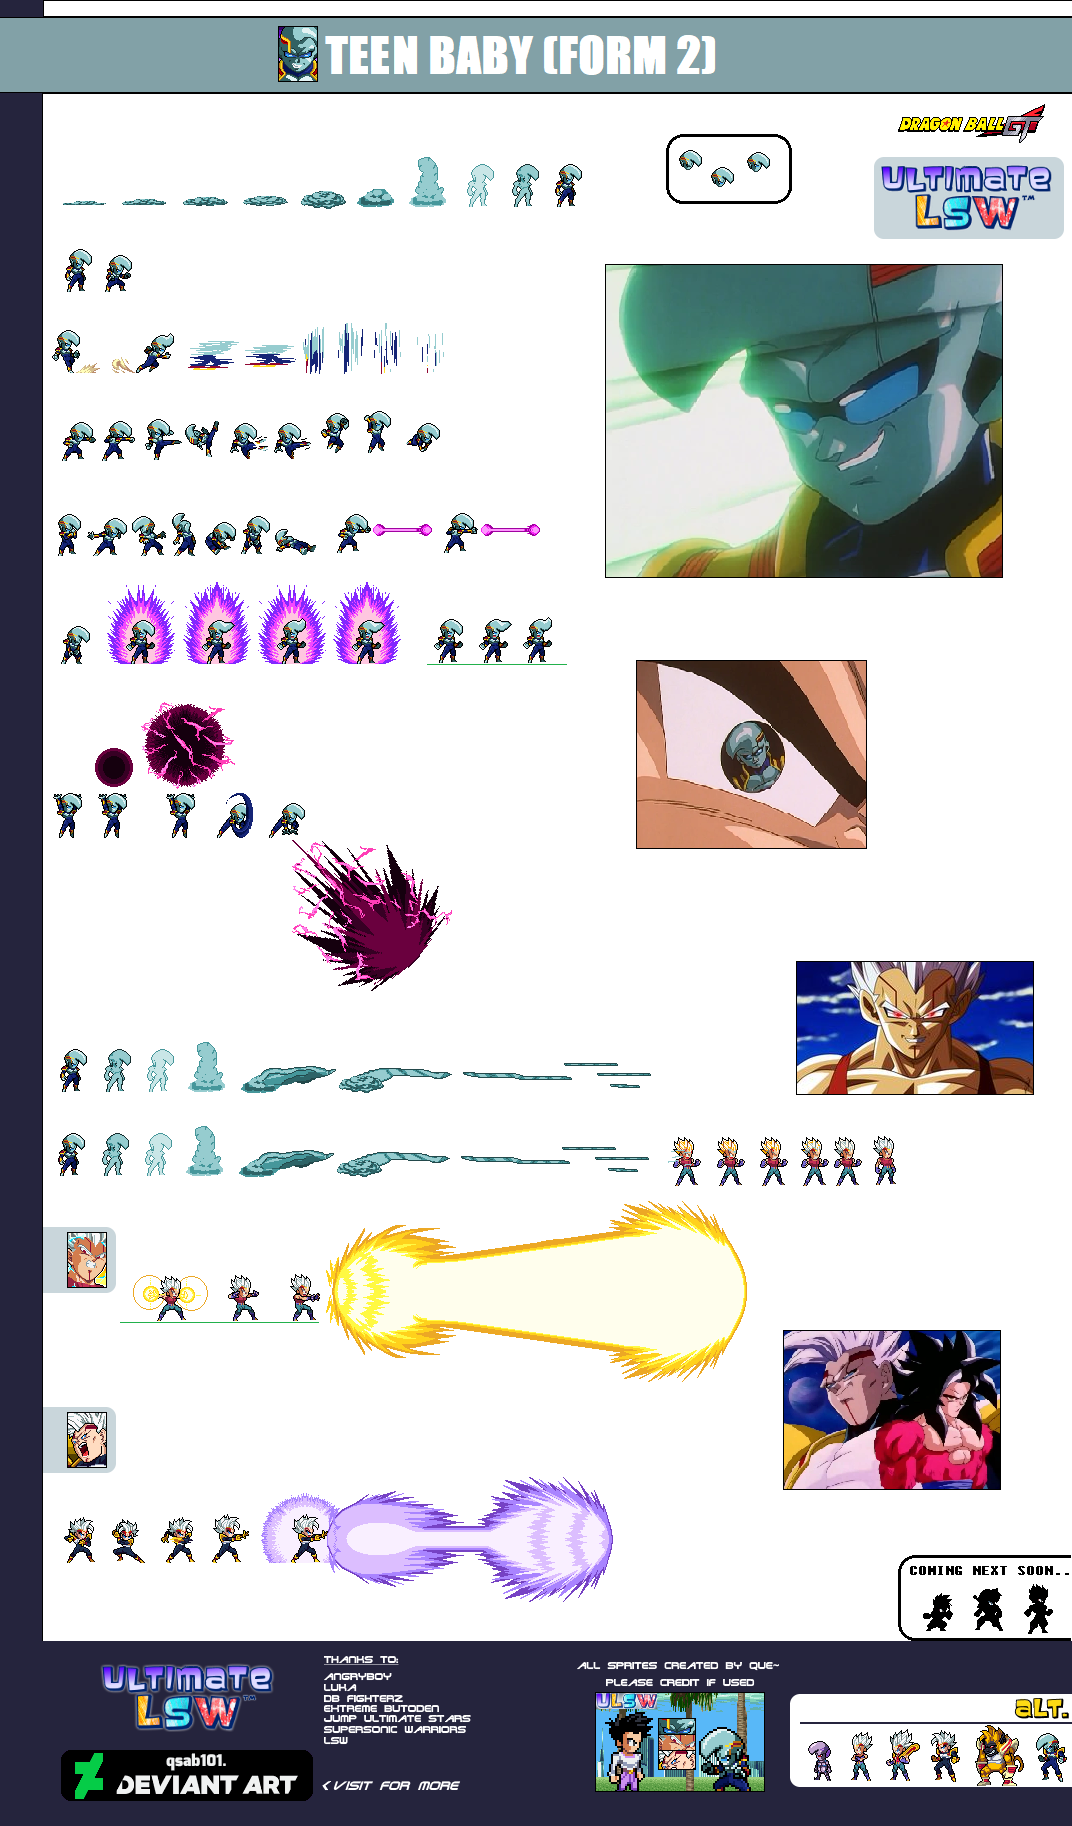 TEEN BABY (FORM 2)
DRAGON BALL GT
ULTIMATE
LSW™
COMING NEXT SOON..
ULTIMATE
LSW™
THANKS TO:
ANGRYBOY
LUKA
DB FIGHTERZ
EXTREME BUTODEN
JUMP ULTIMATE STARS
SUPERSONIC WARRIORS
LSW
qsab101.
DEVIANT ART
<VISIT FOR MORE
ALL SPRITES CREATED BY QUE~
PLEASE CREDIT IF USED
ULSW
ALT.